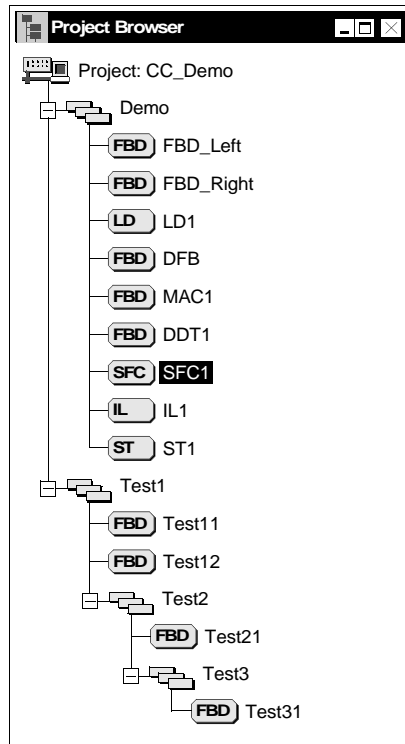 Project Browser
Project: CC_Demo
Demo
FBD FBD_Left
FBD FBD_Right
LD LD1
FBD DFB
FBD MAC1
FBD DDT1
SFC SFC1
IL IL1
ST ST1
Test1
FBD Test11
FBD Test12
Test2
FBD Test21
Test3
FBD Test31